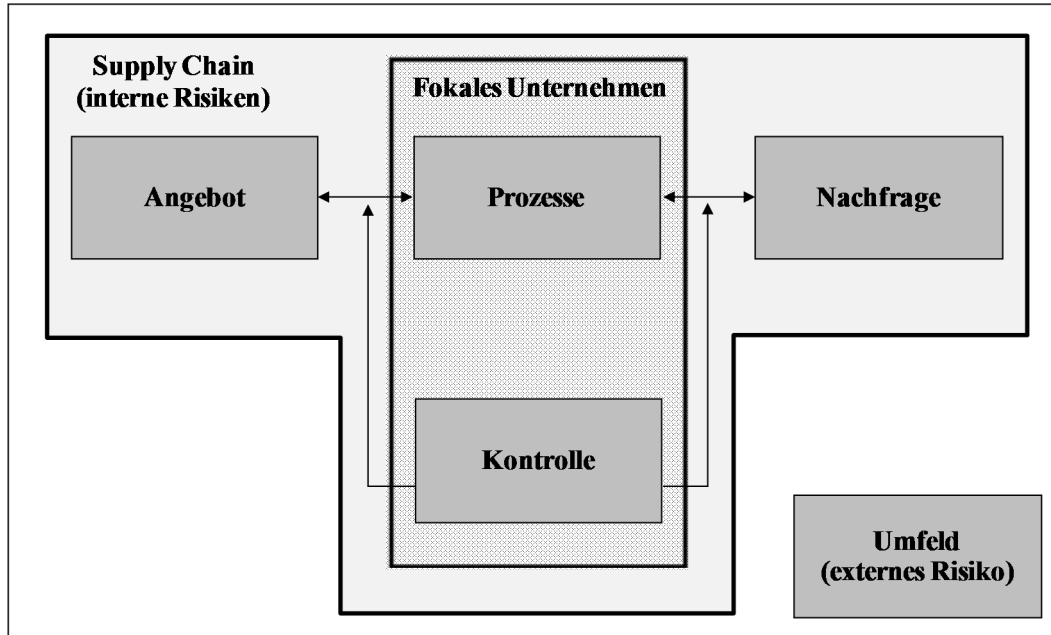 Supply Chain
(interne Risiken)
Fokales Unternehmen
Angebot
Prozesse
Nachfrage
Kontrolle
Umfeld
(externes Risiko)